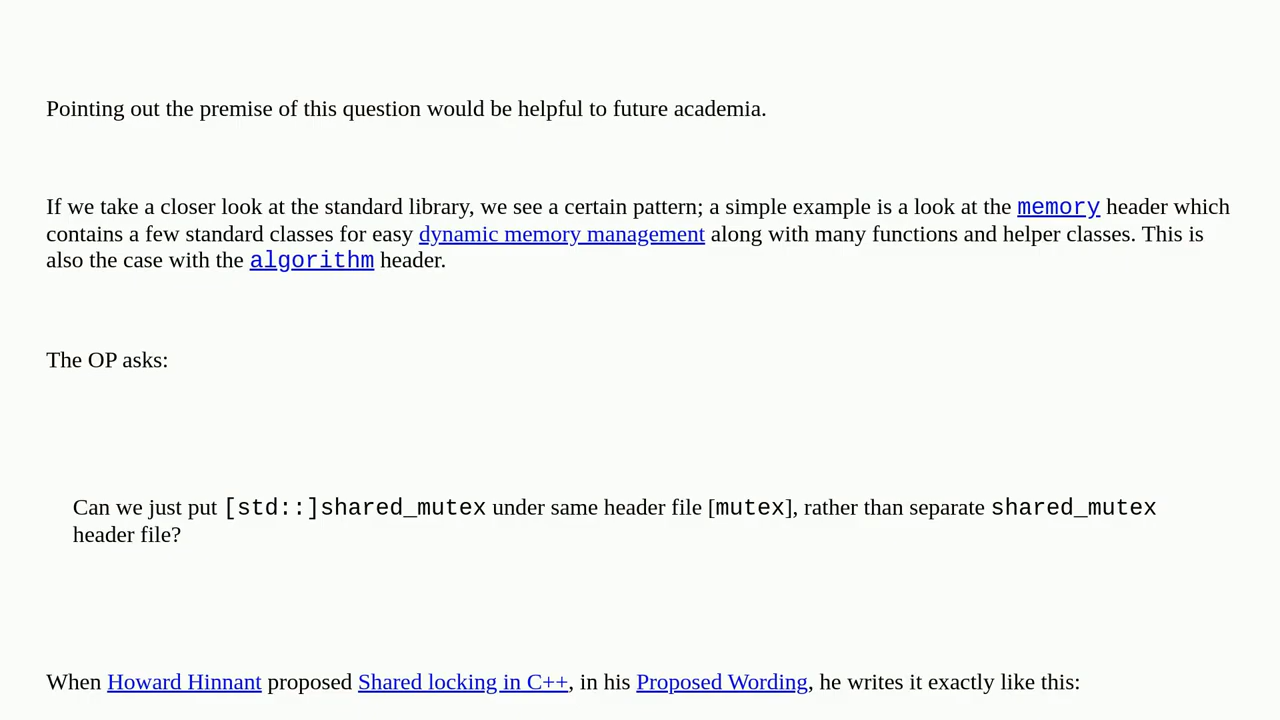 Pointing out the premise of this question would be helpful to future academia.
If we take a closer look at the standard library, we see a certain pattern; a simple example is a look at the memory header which
contains a few standard classes for easy dynamic memory management along with many functions and helper classes. This is
also the case with the algorithm header.
The OP asks:
Can we just put [std::]shared_mutex under same header file [mutex], rather than separate shared_mutex
header file?
When Howard Hinnant proposed Shared locking in C++, in his Proposed Wording, he writes it exactly like this: